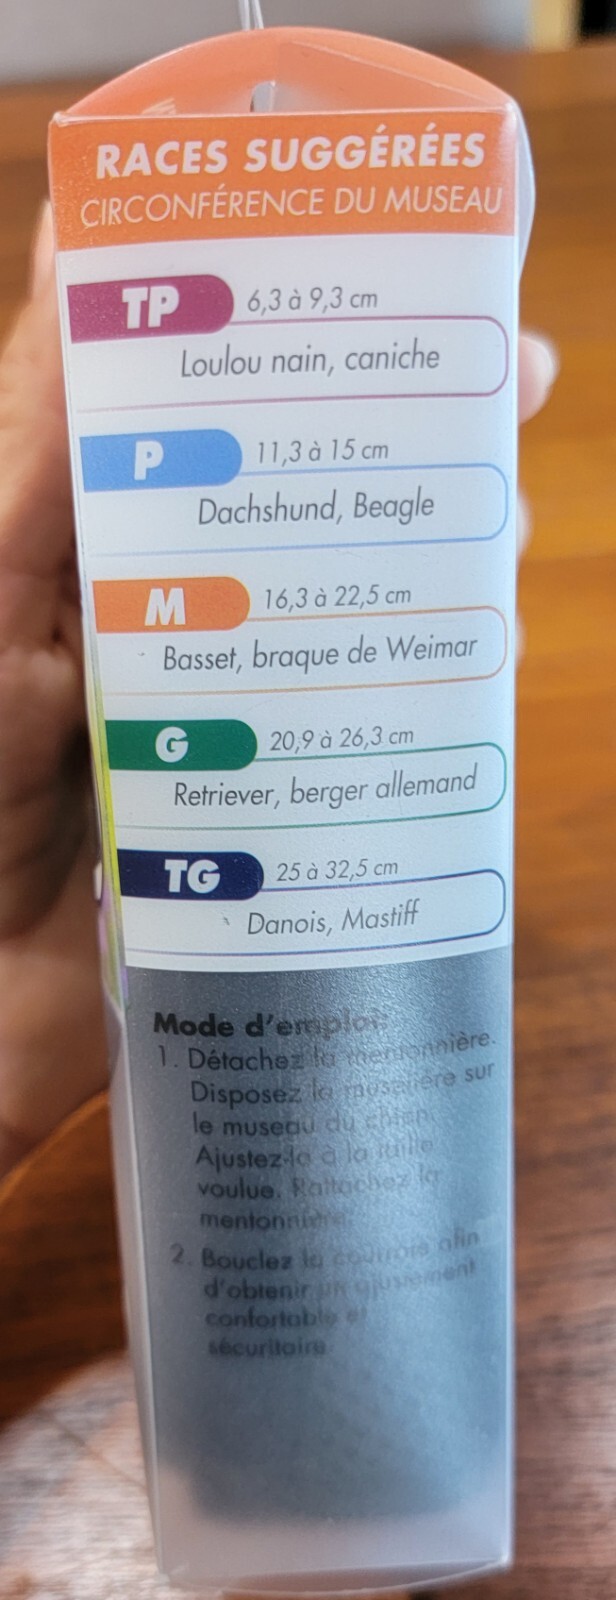 RACES SUGGÉRÉES
CIRCONFÉRENCE DU MUSEAU
TP 6,3 à 9,3 cm
Loulou nain, caniche
P 11,3 à 15 cm
Dachshund, Beagle
M 16,3 à 22,5 cm
Basset, braque de Weimar
G 20,9 à 26,3 cm
Retriever, berger allemand
TG 25 à 32,5 cm
Danois, Mastiff
Mode d'emploi:
1. Détachez la mentonnière.
Disposez la muselière sur
le museau du chien.
Ajustez-la à la taille
voulue. Rattachez la
mentonnière.
2. Bouclez la courroie afin
d'obtenir un ajustement
confortable et
sécuritaire.